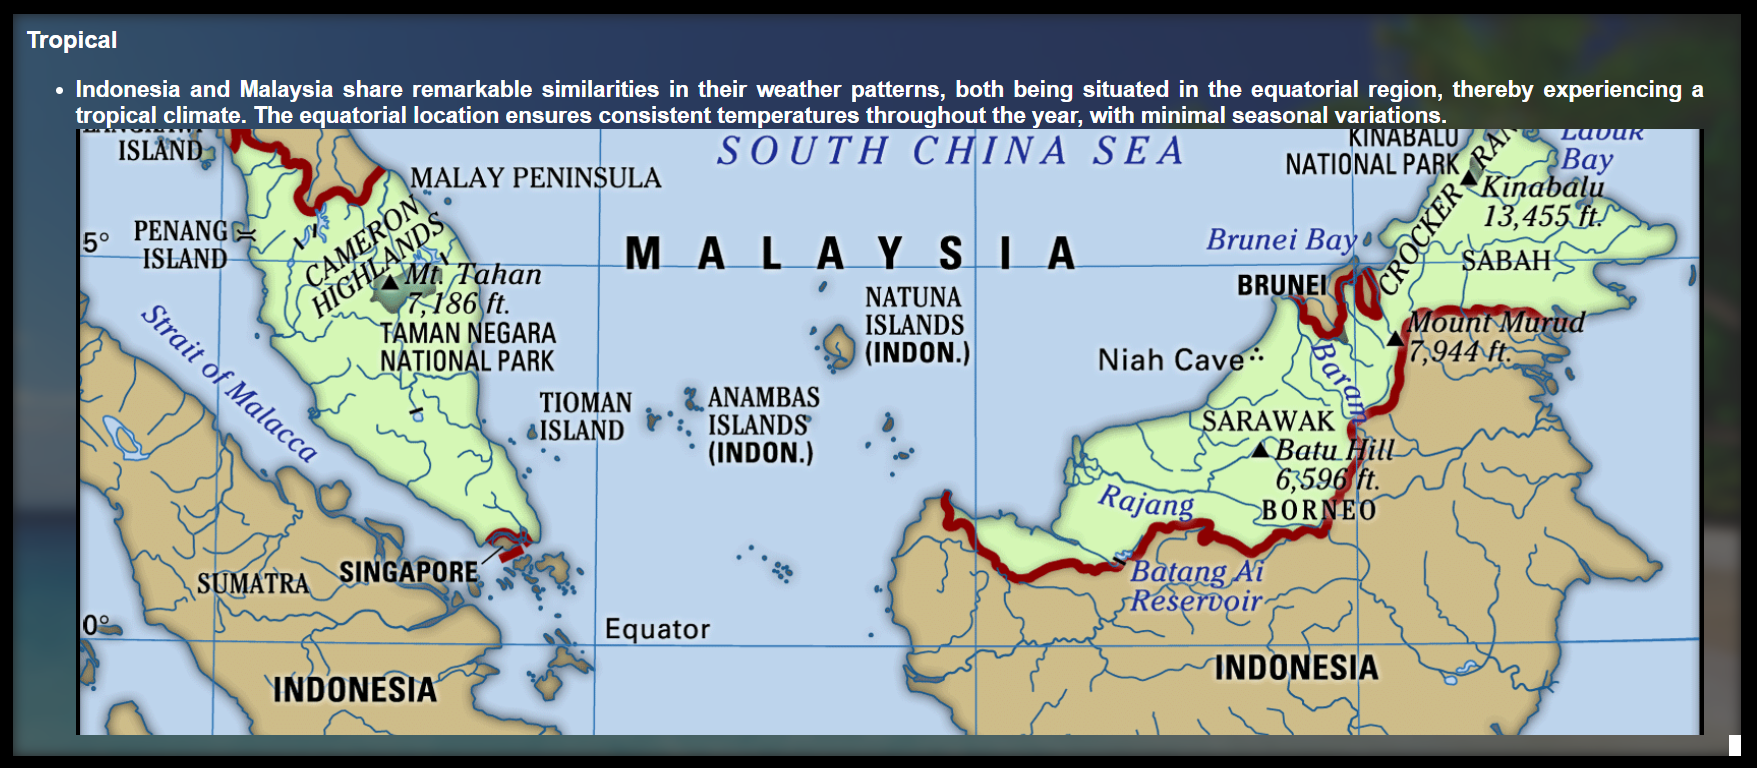 Tropical
• Indonesia and Malaysia share remarkable similarities in their weather patterns, both being situated in the equatorial region, thereby experiencing a
tropical climate. The equatorial location ensures consistent temperatures throughout the year, with minimal seasonal variations.
ISLAND
SOUTH CHINA SEA
KINABALU
NATIONAL PARK
Labuk
Bay
MALAY PENINSULA
Kinabalu
13,455 ft.
CROCKER
PENANG
ISLAND
5°
CAMERON
HIGHLANDS
MALAYSIA
Brunei Bay
SABAH
Mt. Tahan
7,186 ft.
BRUNEI
NATUNA
ISLANDS
(INDON.)
TAMAN NEGARA
NATIONAL PARK
Mount Murud
7,944 ft.
Strait of Malacca
Niah Cave
Baram
TIOMAN
ISLAND
ANAMBAS
ISLANDS
(INDON.)
SARAWAK
Batu Hill
6,596 ft.
Rajang
BORNEO
SINGAPORE
SUMATRA
Batang Ai
Reservoir
0°
Equator
INDONESIA
INDONESIA